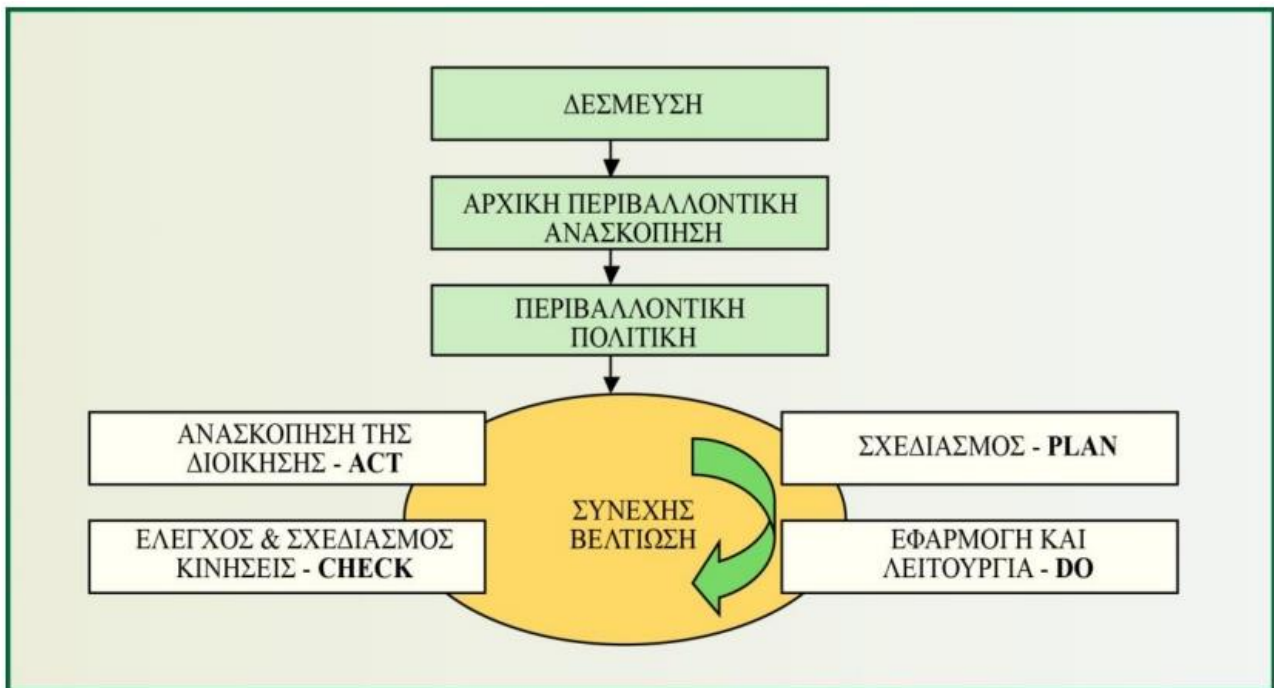 ΔΕΣΜΕΥΣΗ
ΑΡΧΙΚΗ ΠΕΡΙΒΑΛΛΟΝΤΙΚΗ
ΑΝΑΣΚΟΠΗΣΗ
ΠΕΡΙΒΑΛΛΟΝΤΙΚΗ
ΠΟΛΙΤΙΚΗ
ΑΝΑΣΚΟΠΗΣΗ ΤΗΣ
ΔΙΟΙΚΗΣΗΣ - ACT
ΣΧΕΔΙΑΣΜΟΣ - PLAN
ΣΥΝΕΧΗΣ
ΒΕΛΤΙΩΣΗ
ΕΛΕΓΧΟΣ & ΣΧΕΔΙΑΣΜΟΣ
ΚΙΝΗΣΕΙΣ - CHECK
ΕΦΑΡΜΟΓΗ ΚΑΙ
ΛΕΙΤΟΥΡΓΙΑ - DO